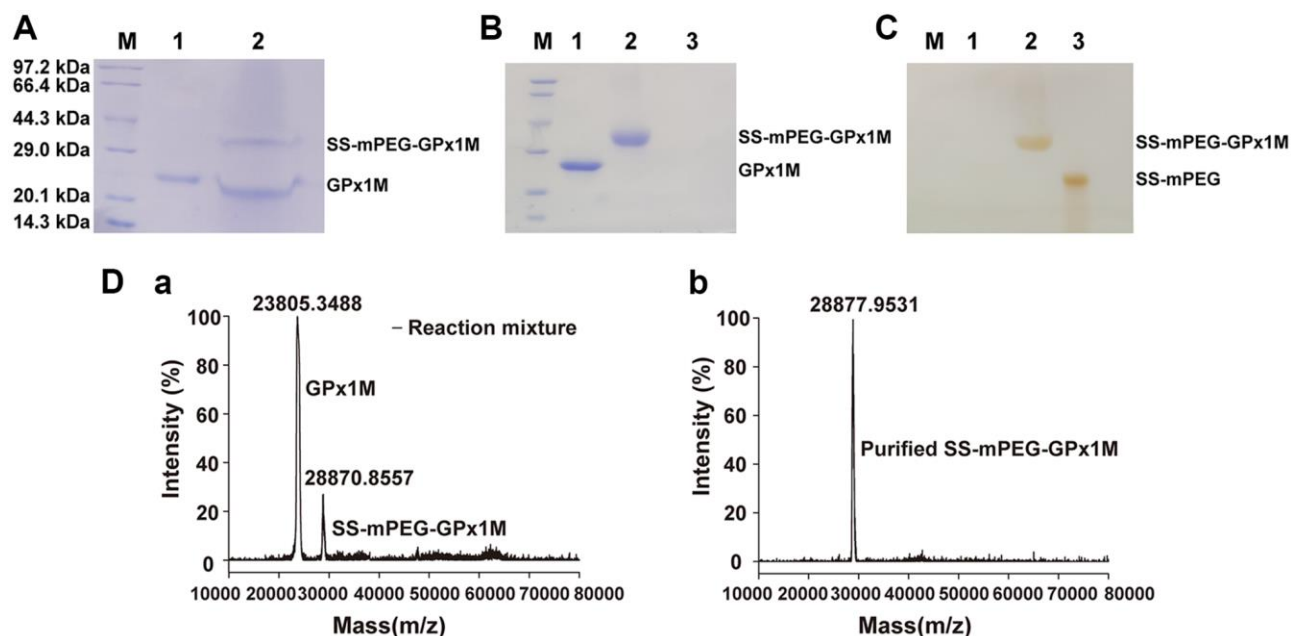 A
M 1 2
97.2 kDa
66.4 kDa
44.3 kDa
29.0 kDa
20.1 kDa
14.3 kDa
SS-mPEG-GPx1M
GPx1M
B
M 1 2 3
SS-mPEG-GPx1M
GPx1M
C
M 1 2 3
SS-mPEG-GPx1M
SS-mPEG
D
a
23805.3488
– Reaction mixture
GPx1M
28870.8557
SS-mPEG-GPx1M
Intensity (%)
100
80
60
40
20
0
10000 20000 30000 40000 50000 60000 70000 80000
Mass(m/z)
b
28877.9531
Purified SS-mPEG-GPx1M
Intensity (%)
100
80
60
40
20
0
10000 20000 30000 40000 50000 60000 70000 80000
Mass(m/z)